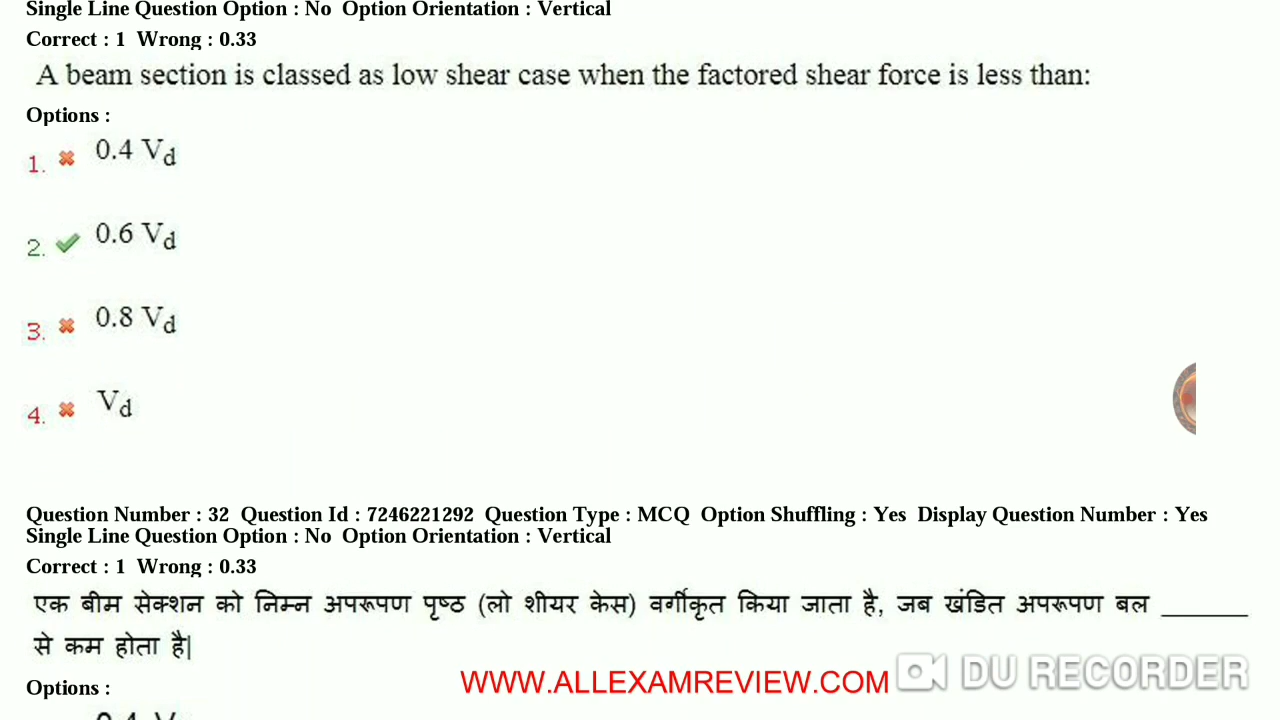 Single Line Question Option : No Option Orientation : Vertical
Correct : 1 Wrong : 0.33
A beam section is classed as low shear case when the factored shear force is less than:
Options :
1. ✖ 0.4 Vd
2. ✔ 0.6 Vd
3. ✖ 0.8 Vd
4. ✖ Vd
Question Number : 32 Question Id : 7246221292 Question Type : MCQ Option Shuffling : Yes Display Question Number : Yes
Single Line Question Option : No Option Orientation : Vertical
Correct : 1 Wrong : 0.33
एक बीम सेक्शन को निम्न अपरूपण पृष्ठ (लो शीयर केस) वर्गीकृत किया जाता है, जब खंडित अपरूपण बल _______
से कम होता है|
WWW.ALLEXAMREVIEW.COM
DU RECORDER
Options :